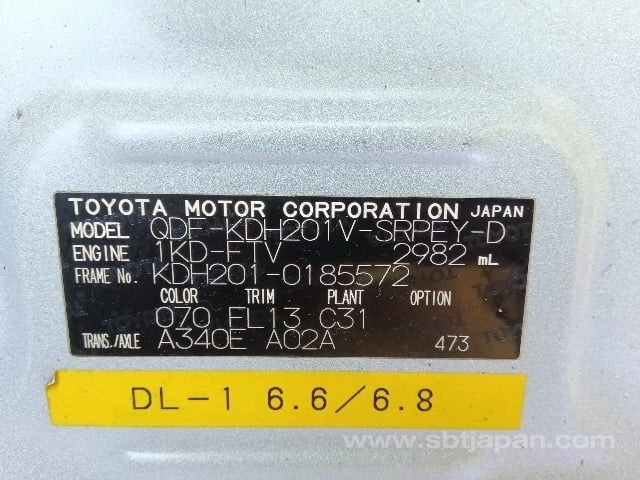 TOYOTA MOTOR CORPORATION JAPAN
MODEL QDF-KDH201V-SRPEY-D
ENGINE 1KD-FTV 2982 mL
FRAME No. KDH201-0185572
COLOR TRIM PLANT OPTION
070 FL13 C31
TRANS./AXLE A340E A02A 473
DL-1 6.6/6.8
www.sbtjapan.com